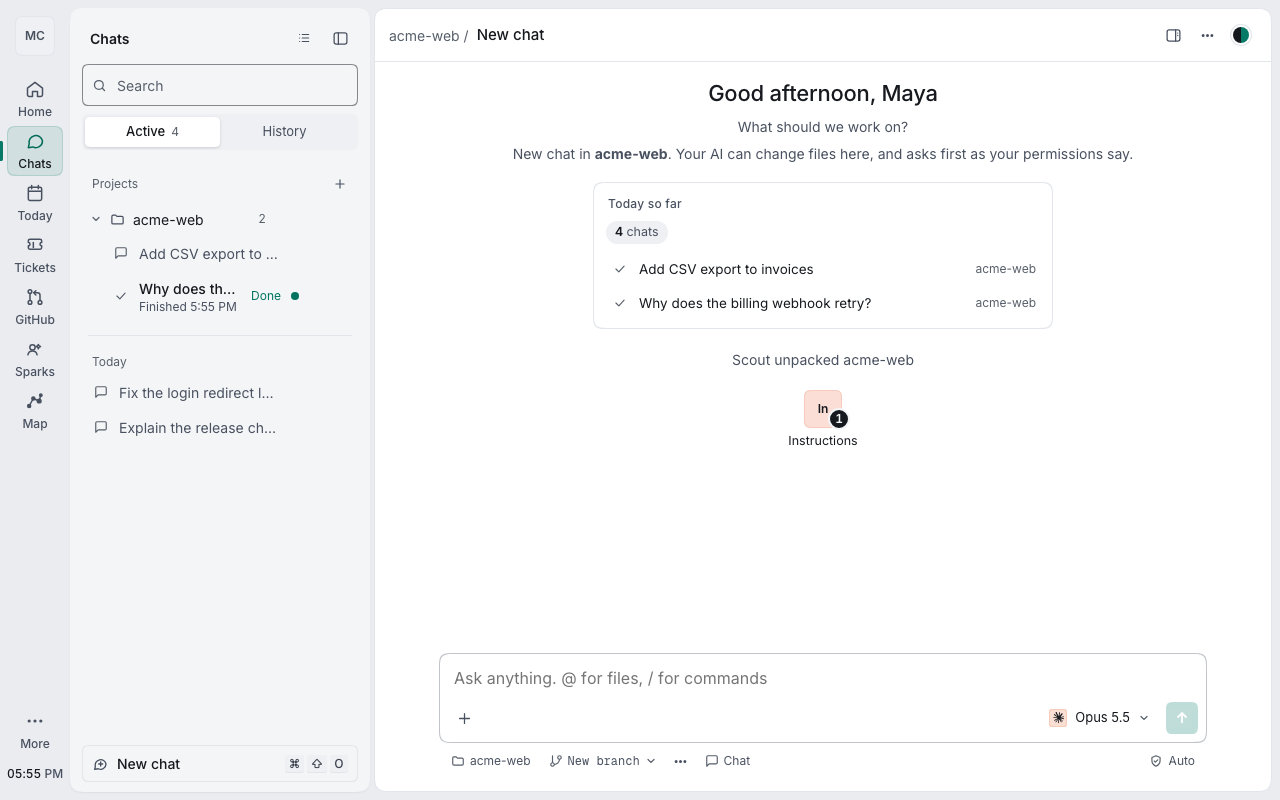 MC
Home
Chats
Today
Tickets
GitHub
Sparks
Map
More
05:55 PM
Chats
Search
Active 4
History
Projects
acme-web 2
Add CSV export to ...
Why does th... Done
Finished 5:55 PM
Today
Fix the login redirect l...
Explain the release ch...
New chat ⌘ ⇧ O
acme-web / New chat
Good afternoon, Maya
What should we work on?
New chat in acme-web. Your AI can change files here, and asks first as your permissions say.
Today so far
4 chats
Add CSV export to invoices acme-web
Why does the billing webhook retry? acme-web
Scout unpacked acme-web
In 1
Instructions
Ask anything. @ for files, / for commands
Opus 5.5
acme-web New branch ... Chat Auto